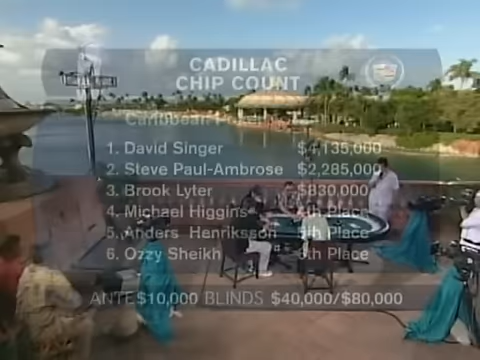 CADILLAC
CHIP COUNT
Caribbean
1. David Singer $4,135,000
2. Steve Paul-Ambrose $2,285,000
3. Brook Lyter $830,000
4. Michael Higgins 4th Place
5. Anders Henriksson 5th Place
6. Ozzy Sheikh 6th Place
ANTE $10,000 BLINDS $40,000/$80,000